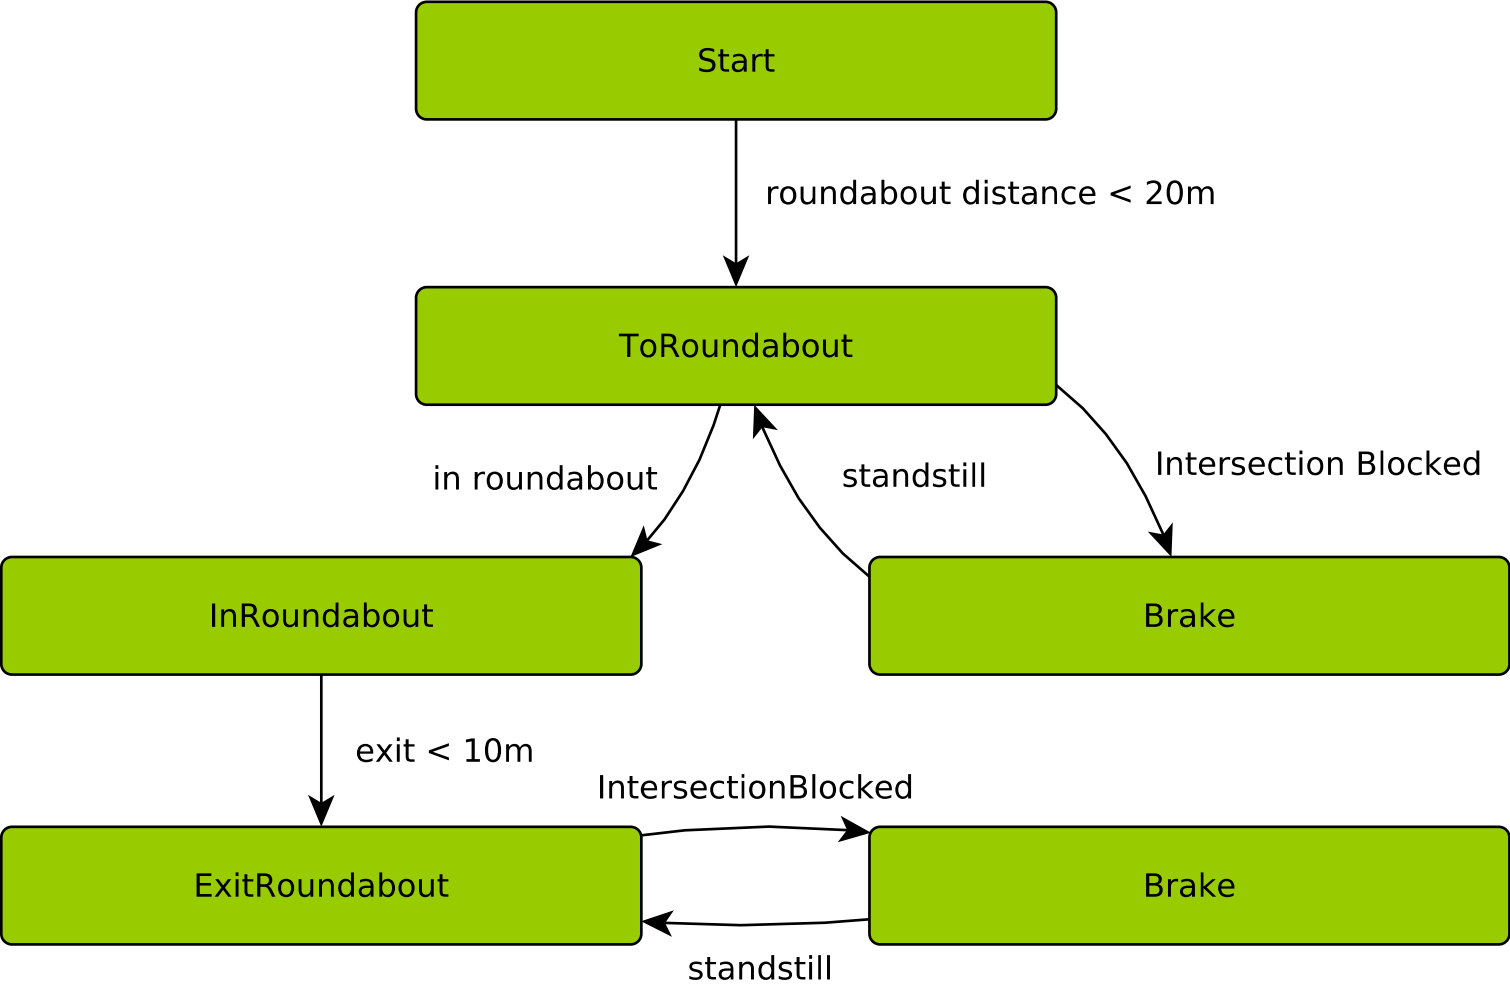 Start
roundabout distance < 20m
ToRoundabout
in roundabout
standstill
Intersection Blocked
InRoundabout
Brake
exit < 10m
IntersectionBlocked
ExitRoundabout
Brake
standstill